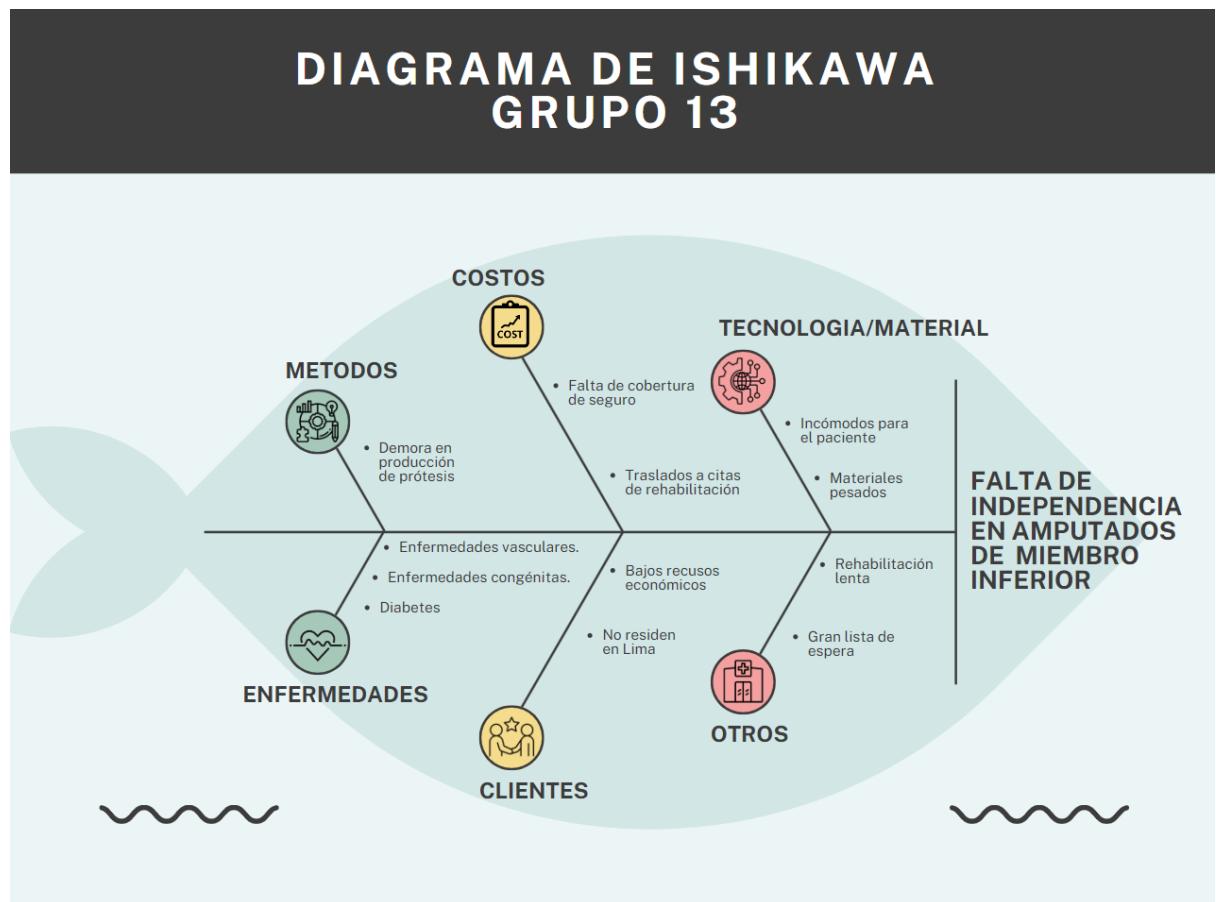 DIAGRAMA DE ISHIKAWA
GRUPO 13
COSTOS
COST
TECNOLOGIA/MATERIAL
METODOS
• Falta de cobertura
de seguro
• Incómodos para
el paciente
• Demora en
producción
de prótesis
• Traslados a citas
de rehabilitación
• Materiales
pesados
FALTA DE
INDEPENDENCIA
EN AMPUTADOS
DE MIEMBRO
INFERIOR
• Enfermedades vasculares.
• Enfermedades congénitas.
• Diabetes
• Bajos recusos
económicos
• No residen
en Lima
• Rehabilitación
lenta
• Gran lista de
espera
ENFERMEDADES
OTROS
CLIENTES